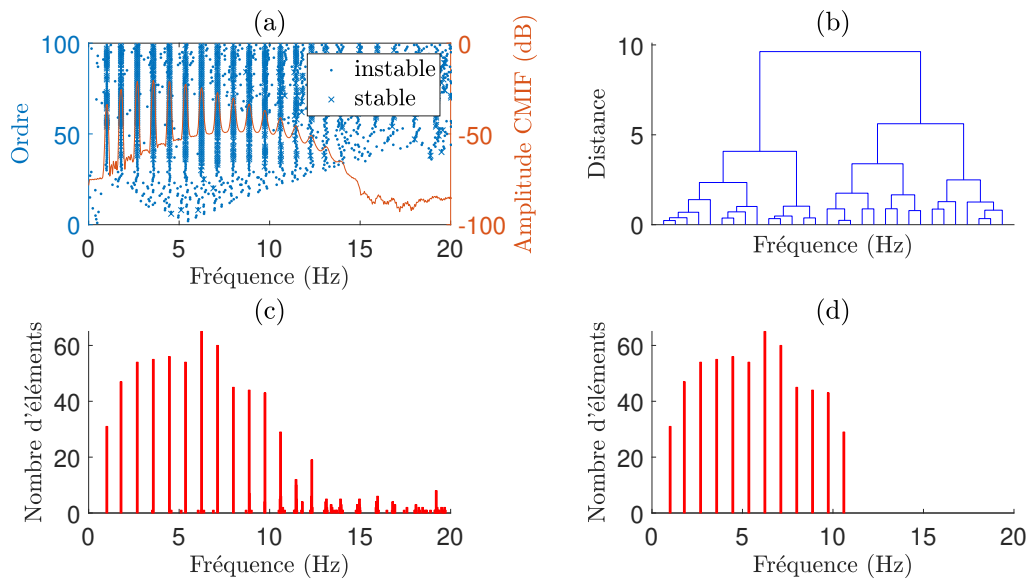 (a)
100
50
0
Ordre
instable
stable
0
-50
-100
Amplitude CMIF (dB)
0 5 10 15 20
Fréquence (Hz)
(b)
10
5
0
Distance
Fréquence (Hz)
(c)
60
40
20
0
Nombre d'éléments
0 5 10 15 20
Fréquence (Hz)
(d)
60
40
20
0
Nombre d'éléments
0 5 10 15 20
Fréquence (Hz)